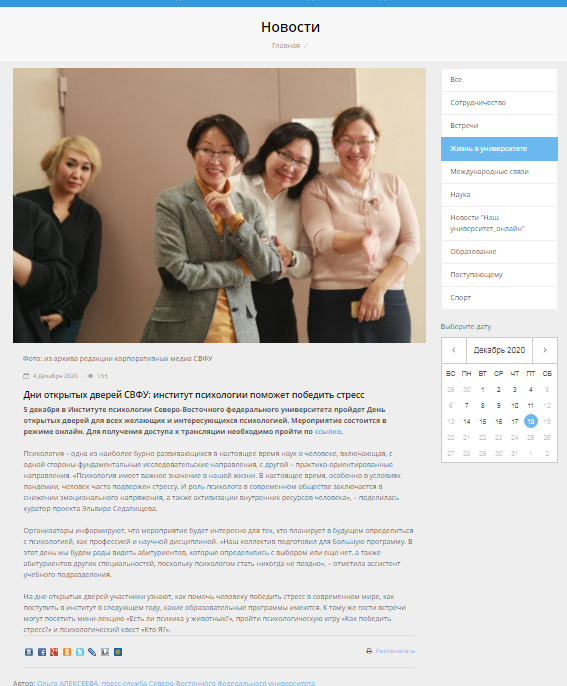 Новости
Главная /
Все
Сотрудничество
Встречи
Жизнь в университете
Международные связи
Наука
Новости "Наш
университет_онлайн"
Образование
Поступающему
Спорт
Выберите дату
‹ Декабрь 2020 ›
ВС ПН ВТ СР ЧТ ПТ СБ
29 30 1 2 3 4 5
6 7 8 9 10 11 12
13 14 15 16 17 18 19
20 21 22 23 24 25 26
27 28 29 30 31 1 2
Фото: из архива редакции корпоративных медиа СВФУ
4 Декабря 2020 155
Дни открытых дверей СВФУ: институт психологии поможет победить стресс
5 декабря в Институте психологии Северо-Восточного федерального университета пройдет День
открытых дверей для всех желающих и интересующихся психологией. Мероприятие состоится в
режиме онлайн. Для получения доступа к трансляции необходимо пройти по ссылке.
Психология – одна из наиболее бурно развивающихся в настоящее время наук о человеке, включающая, с
одной стороны фундаментальные исследовательские направления, с другой – практико-ориентированные
направления. «Психология имеет важное значение в нашей жизни. В настоящее время, особенно в условиях
пандемии, человек часто подвержен стрессу. И роль психолога в современном обществе заключается в
снижении эмоционального напряжения, а также активизации внутренних ресурсов человека», – поделилась
куратор проекта Эльвира Седалищева.
Организаторы информируют, что мероприятие будет интересно для тех, кто планирует в будущем определиться
с психологией, как профессией и научной дисциплиной. «Наш коллектив подготовил для большую программу. В
этот день мы будем рады видеть абитуриентов, которые определились с выбором или еще нет, а также
абитуриентов других специальностей, поскольку психологом стать никогда не поздно», – отметила ассистент
учебного подразделения.
На дне открытых дверей участники узнают, как помочь человеку победить стресс в современном мире, как
поступить в институт в следующем году, какие образовательные программы имеются. К тому же гости встречи
могут посетить мини-лекцию «Есть ли психика у животных?», пройти психологическую игру «Как победить
стресс?» и психологический квест «Кто Я?».
Распечатать
Автор: Ольга АЛЕКСЕЕВА, пресс-служба Северо-Восточного федерального университета